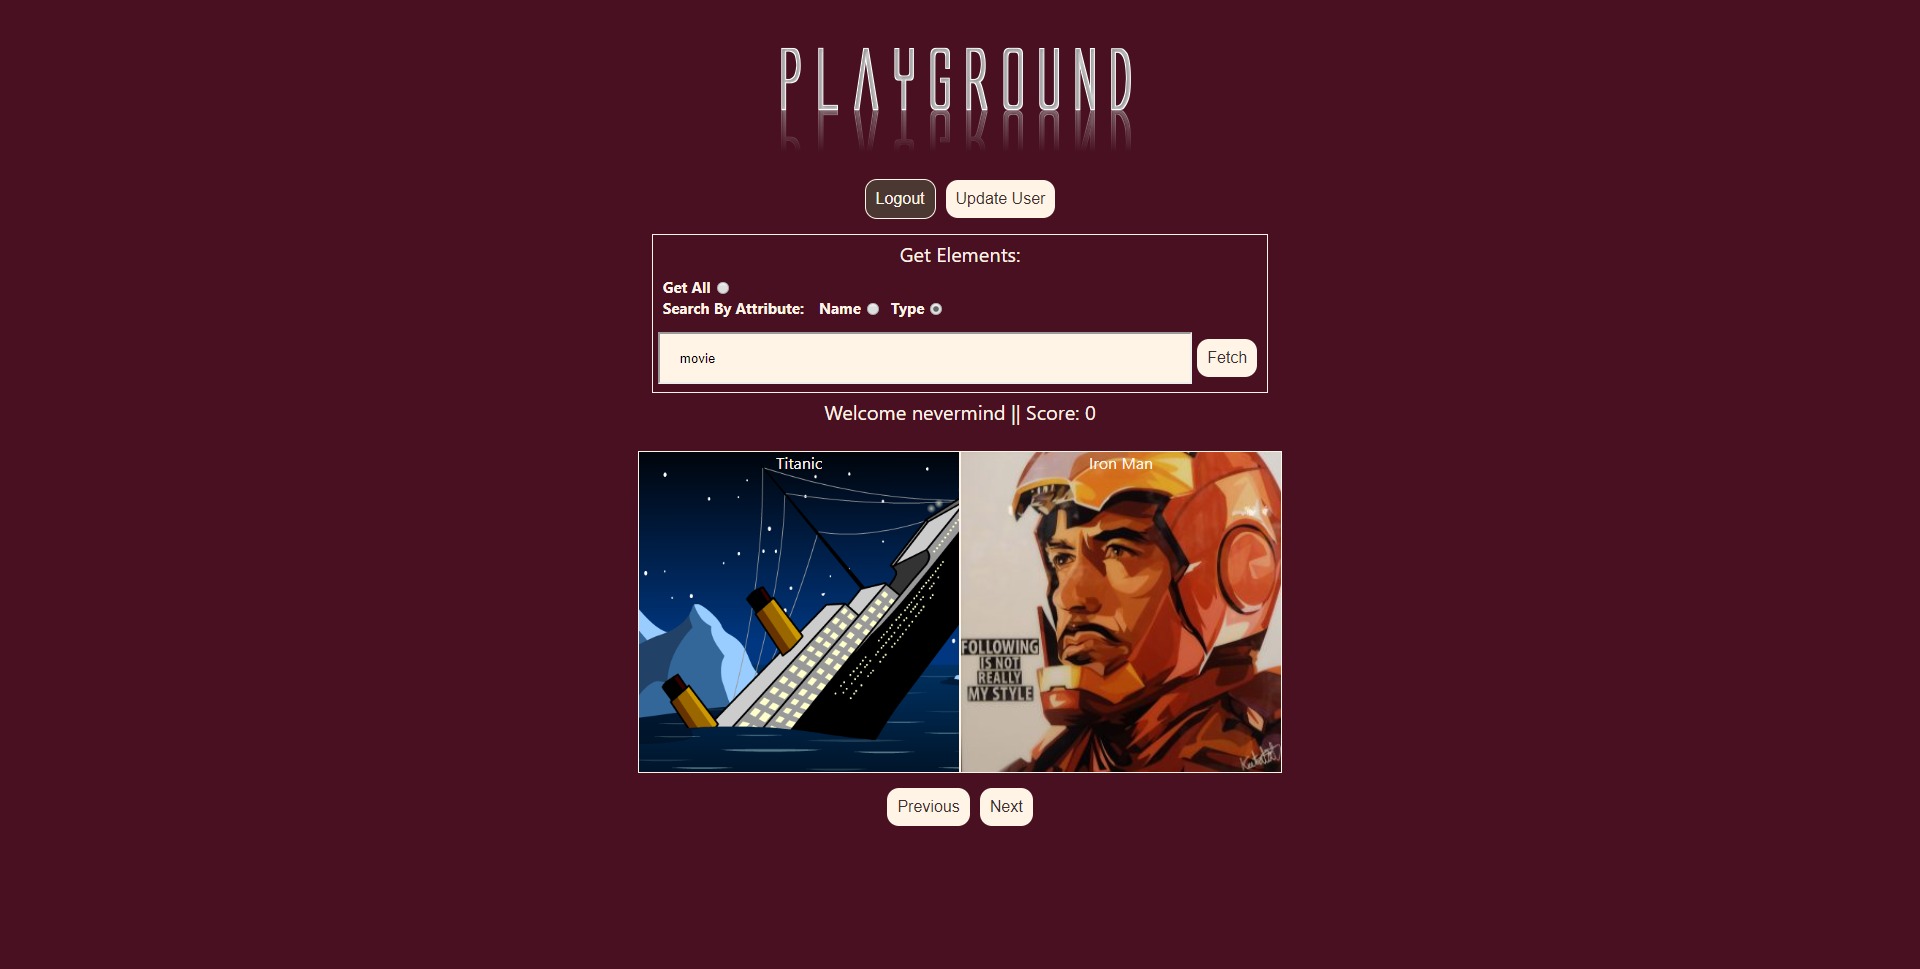 PLAYGROUND
Logout Update User
Get Elements:
Get All
Search By Attribute: Name Type
movie Fetch
Welcome nevermind || Score: 0
Titanic Iron Man
FOLLOWING
IS NOT
REALLY
MY STYLE
Previous Next